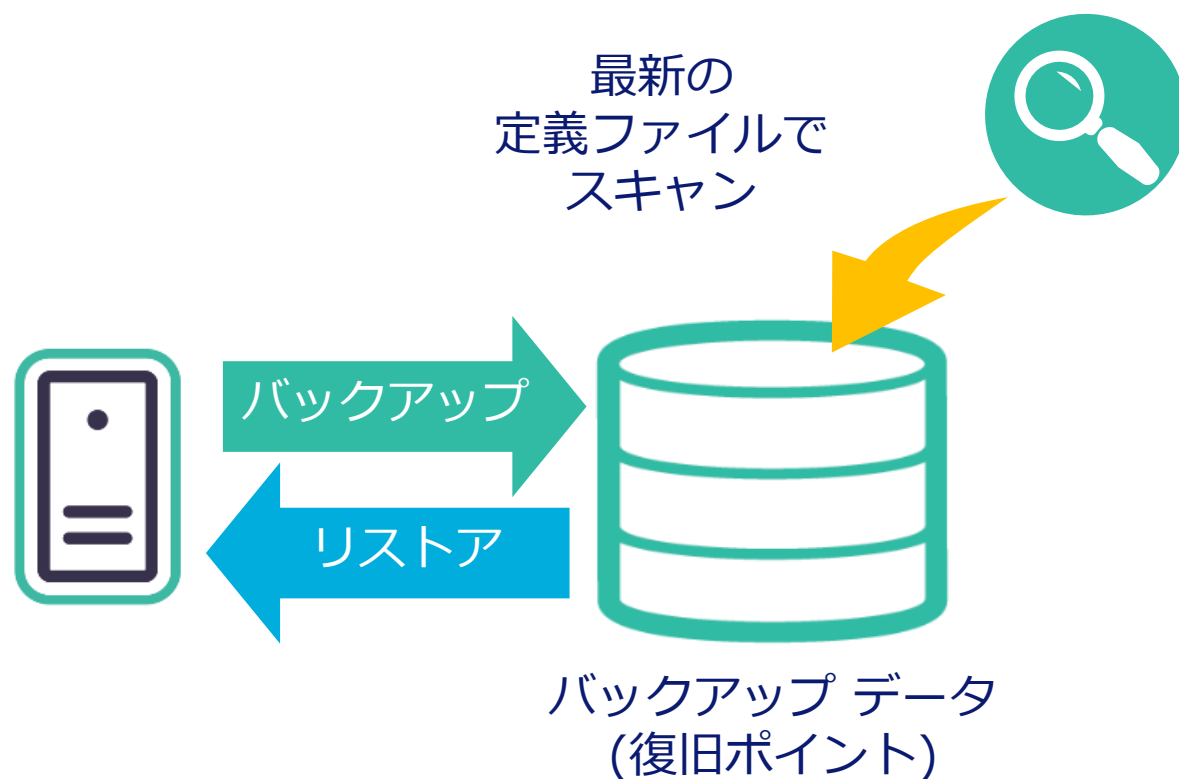 最新の
定義ファイルで
スキャン
バックアップ
リストア
バックアップ データ
(復旧ポイント)